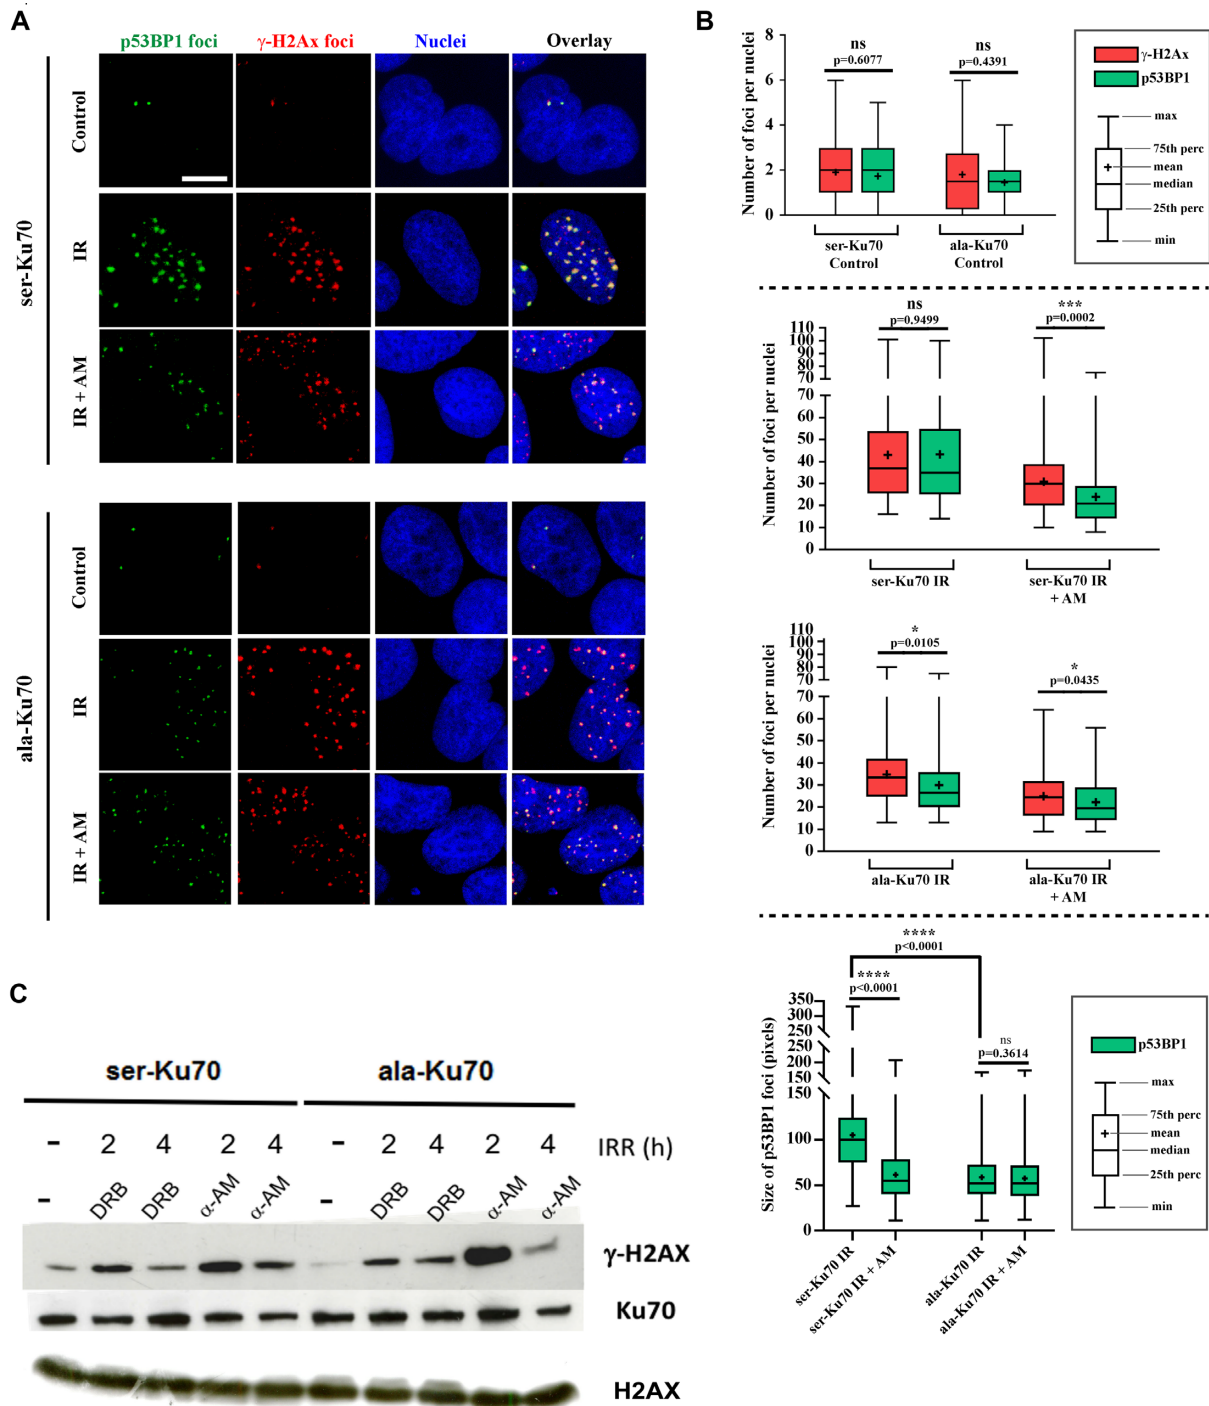 A
p53BP1 foci
γ-H2Ax foci
Nuclei
Overlay
ser-Ku70
Control
IR
IR + AM
ala-Ku70
Control
IR
IR + AM
B
Number of foci per nuclei
8
6
4
2
0
ns
p=0.6077
ns
p=0.4391
ser-Ku70
Control
ala-Ku70
Control
γ-H2Ax
p53BP1
max
75th perc
mean
median
25th perc
min
Number of foci per nuclei
110
100
90
80
70
70
60
50
40
30
20
10
0
ns
p=0.9499
***
p=0.0002
ser-Ku70 IR
ser-Ku70 IR
+ AM
Number of foci per nuclei
110
100
90
80
70
70
60
50
40
30
20
10
0
*
p=0.0105
*
p=0.0435
ala-Ku70 IR
ala-Ku70 IR
+ AM
Size of p53BP1 foci (pixels)
350
300
250
200
150
150
100
50
0
****
p<0.0001
****
p<0.0001
ns
p=0.3614
ser-Ku70 IR
ser-Ku70 IR + AM
ala-Ku70 IR
ala-Ku70 IR + AM
p53BP1
max
75th perc
mean
median
25th perc
min
C
ser-Ku70
ala-Ku70
- 2 4 2 4 - 2 4 2 4 IRR (h)
- DRB DRB α-AM α-AM - DRB DRB α-AM α-AM
γ-H2AX
Ku70
H2AX